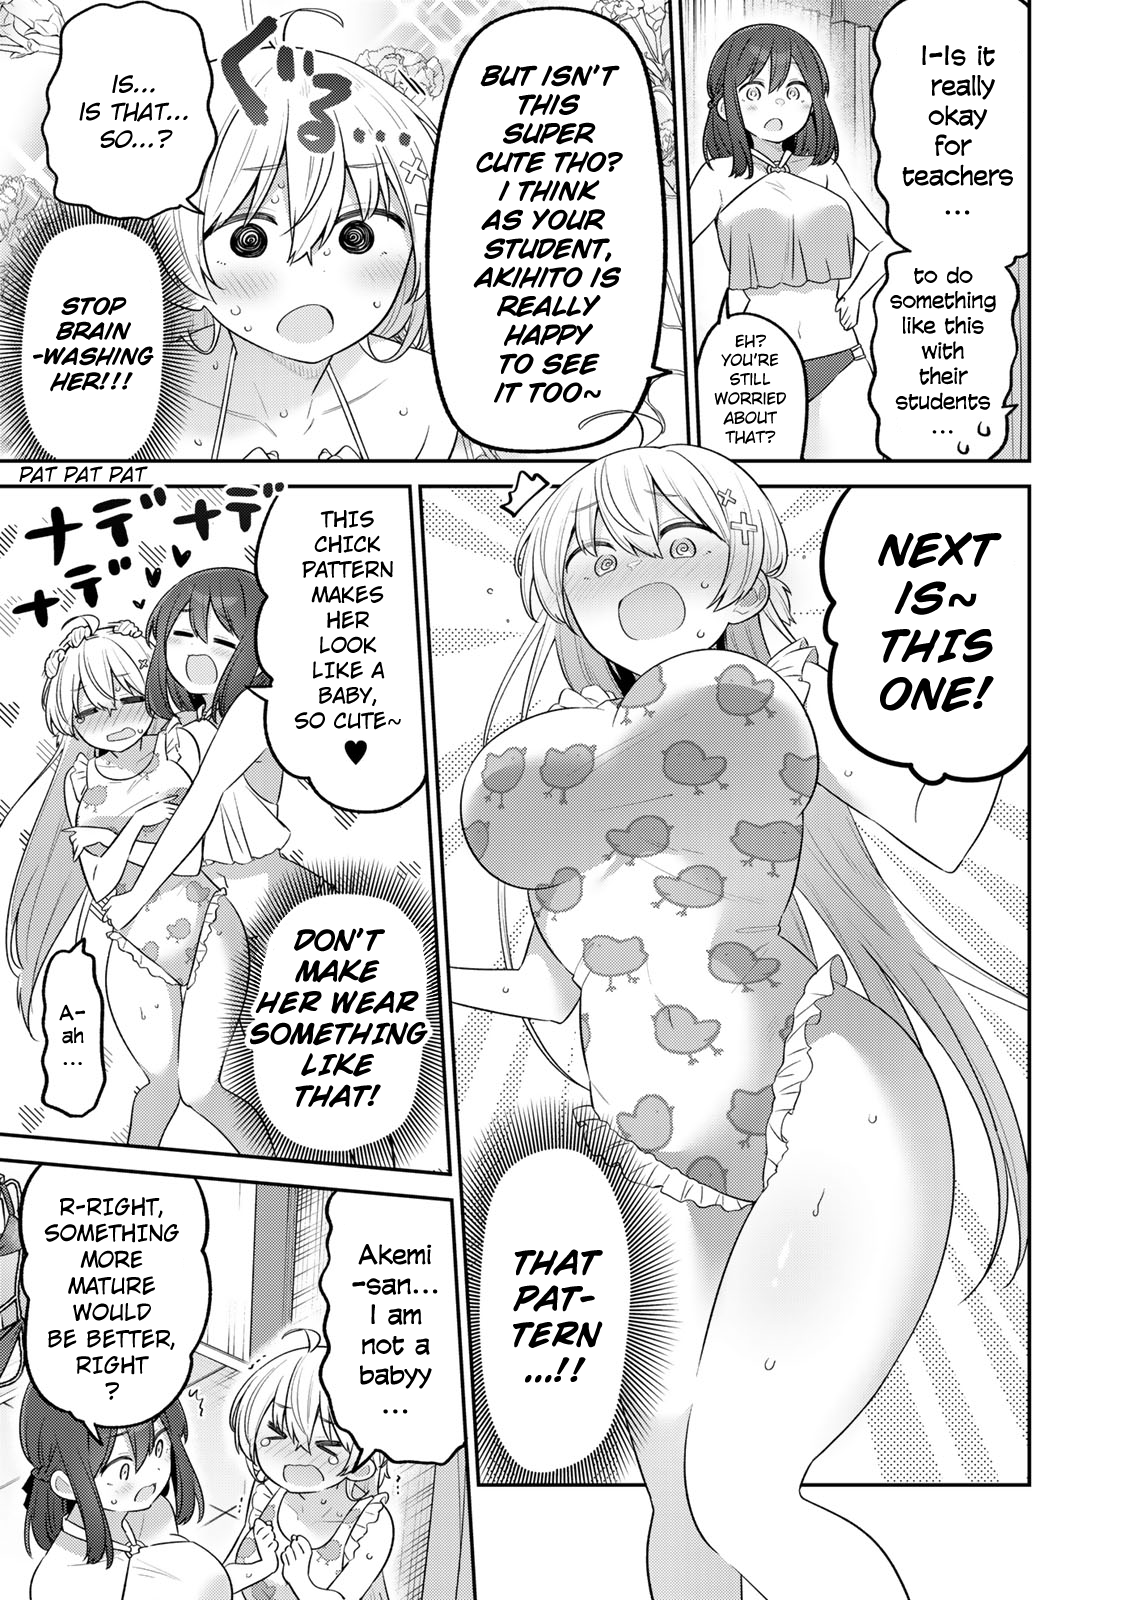 I-Is it
really
okay
for
teachers
...
to do
something
like this
with
their
students
...
EH?
YOU'RE
STILL
WORRIED
ABOUT
THAT?
BUT ISN'T
THIS
SUPER
CUTE THO?
I THINK
AS YOUR
STUDENT,
AKIHITO IS
REALLY
HAPPY
TO SEE
IT TOO~
ぐる...
IS...
IS THAT...
SO...?
STOP
BRAIN
-WASHING
HER!!!
NEXT
IS~
THIS
ONE!
THAT
PAT-
TERN
...!!
PAT PAT PAT
ナデ
ナデ
ナデ
THIS
CHICK
PATTERN
MAKES
HER
LOOK
LIKE A
BABY,
SO CUTE~
♥
DON'T
MAKE
HER WEAR
SOMETHING
LIKE
THAT!
A-
ah
...
Akemi
-san...
I am
not a
babyy
...
R-RIGHT,
SOMETHING
MORE
MATURE
WOULD
BE BETTER,
RIGHT
?